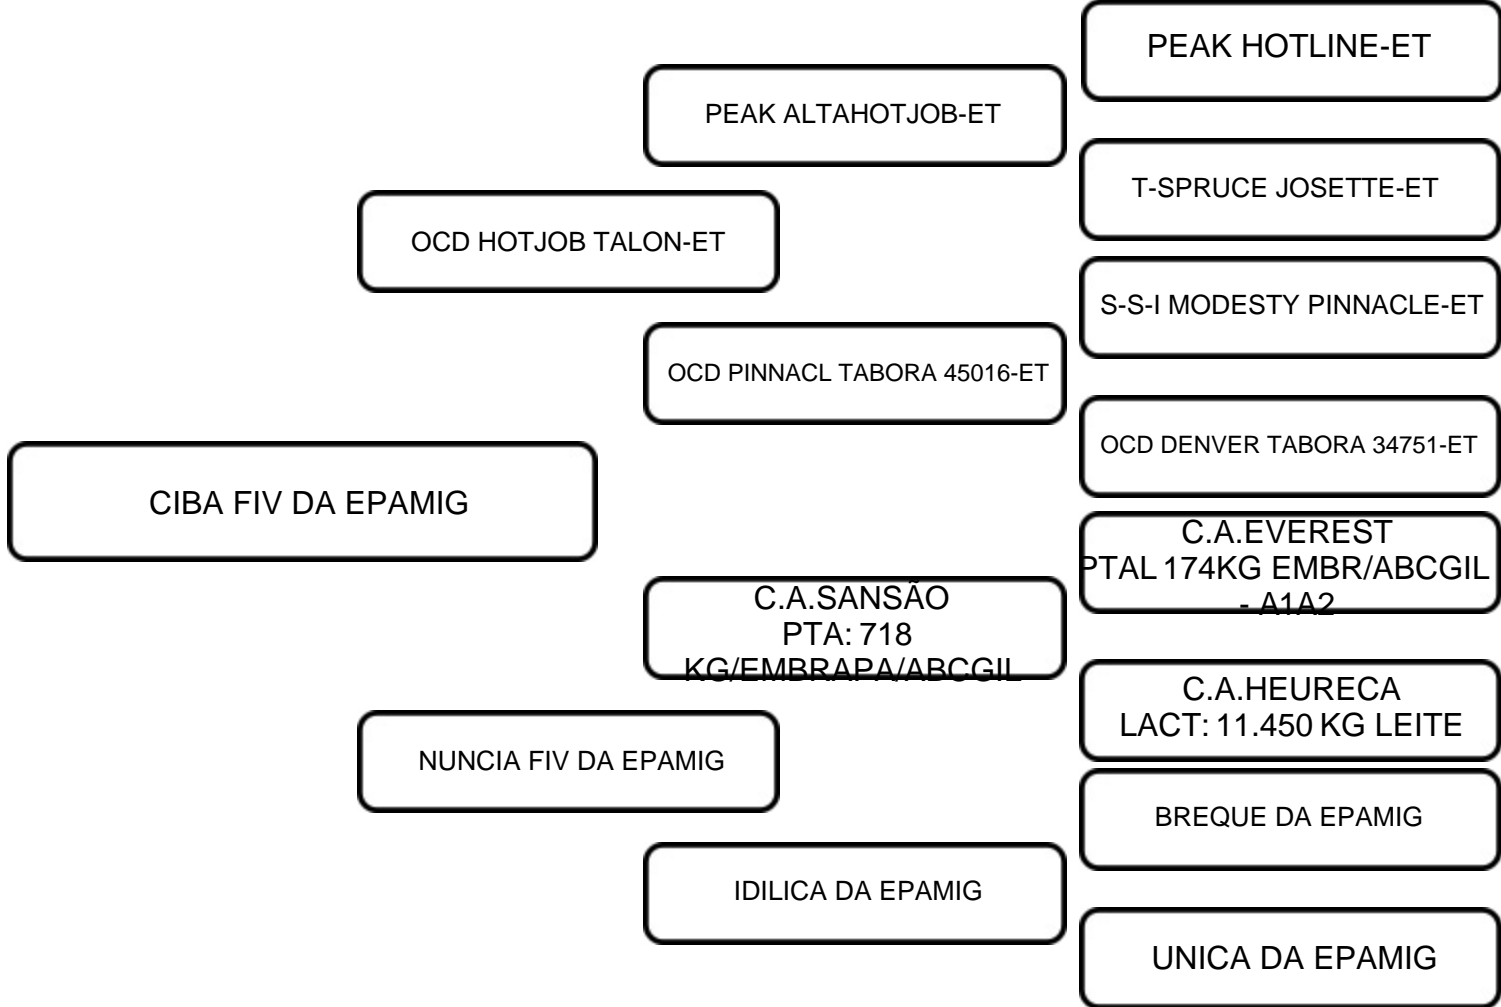 PEAK HOTLINE-ET
PEAK ALTAHOTJOB-ET
T-SPRUCE JOSETTE-ET
OCD HOTJOB TALON-ET
S-S-I MODESTY PINNACLE-ET
OCD PINNACL TABORA 45016-ET
OCD DENVER TABORA 34751-ET
CIBA FIV DA EPAMIG
C.A.EVEREST
PTAL 174KG EMBR/ABCGIL
- A1A2
C.A.SANSÃO
PTA: 718
KG/EMBRAPA/ABCGIL
C.A.HEURECA
LACT: 11.450 KG LEITE
NUNCIA FIV DA EPAMIG
BREQUE DA EPAMIG
IDILICA DA EPAMIG
UNICA DA EPAMIG